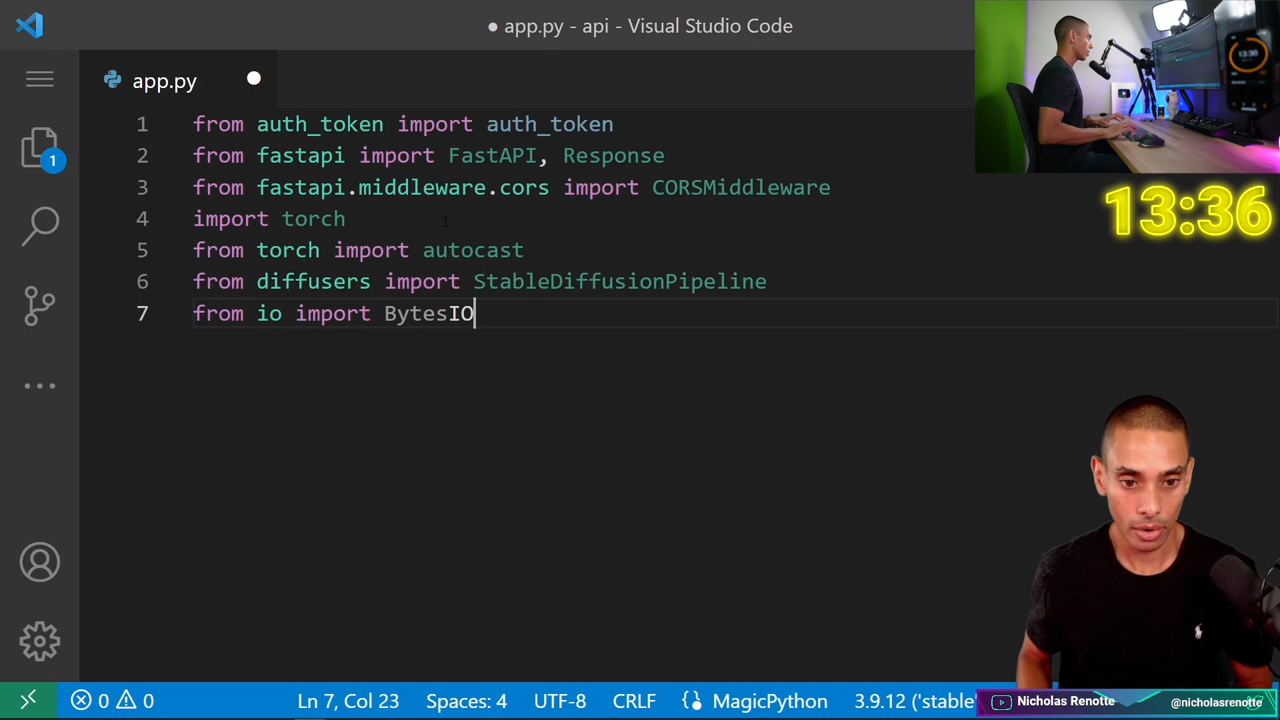 ● app.py - api - Visual Studio Code
app.py
13:36
1 from auth_token import auth_token
2 from fastapi import FastAPI, Response
3 from fastapi.middleware.cors import CORSMiddleware
4 import torch
5 from torch import autocast
6 from diffusers import StableDiffusionPipeline
7 from io import BytesIO
1
0 0 Ln 7, Col 23 Spaces: 4 UTF-8 CRLF MagicPython 3.9.12 ('stable'
Nicholas Renotte @nicholasrenotte